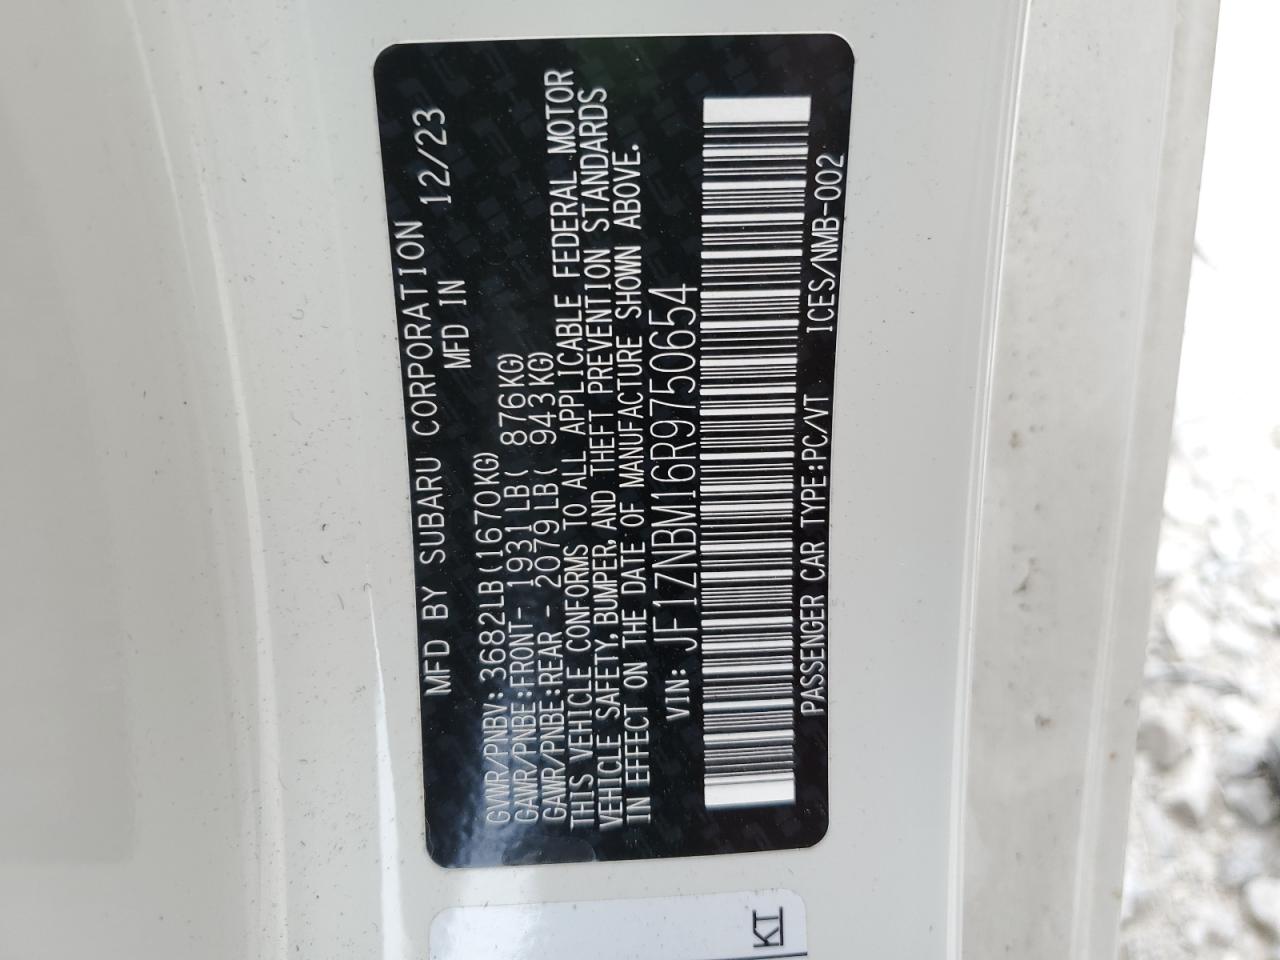 MFD BY SUBARU CORPORATION
MFD IN 12/23
GVWR/PNBV: 3682LB(1670KG)
GAWR/PNBE:FRONT- 1931LB( 876KG)
GAWR/PNBE:REAR - 2079LB( 943KG)
THIS VEHICLE CONFORMS TO ALL APPLICABLE FEDERAL MOTOR
VEHICLE SAFETY, BUMPER, AND THEFT PREVENTION STANDARDS
IN EFFECT ON THE DATE OF MANUFACTURE SHOWN ABOVE.
VIN: JF1ZNBM16R9750654
PASSENGER CAR TYPE:PC/VT ICES/NMB-002
KI